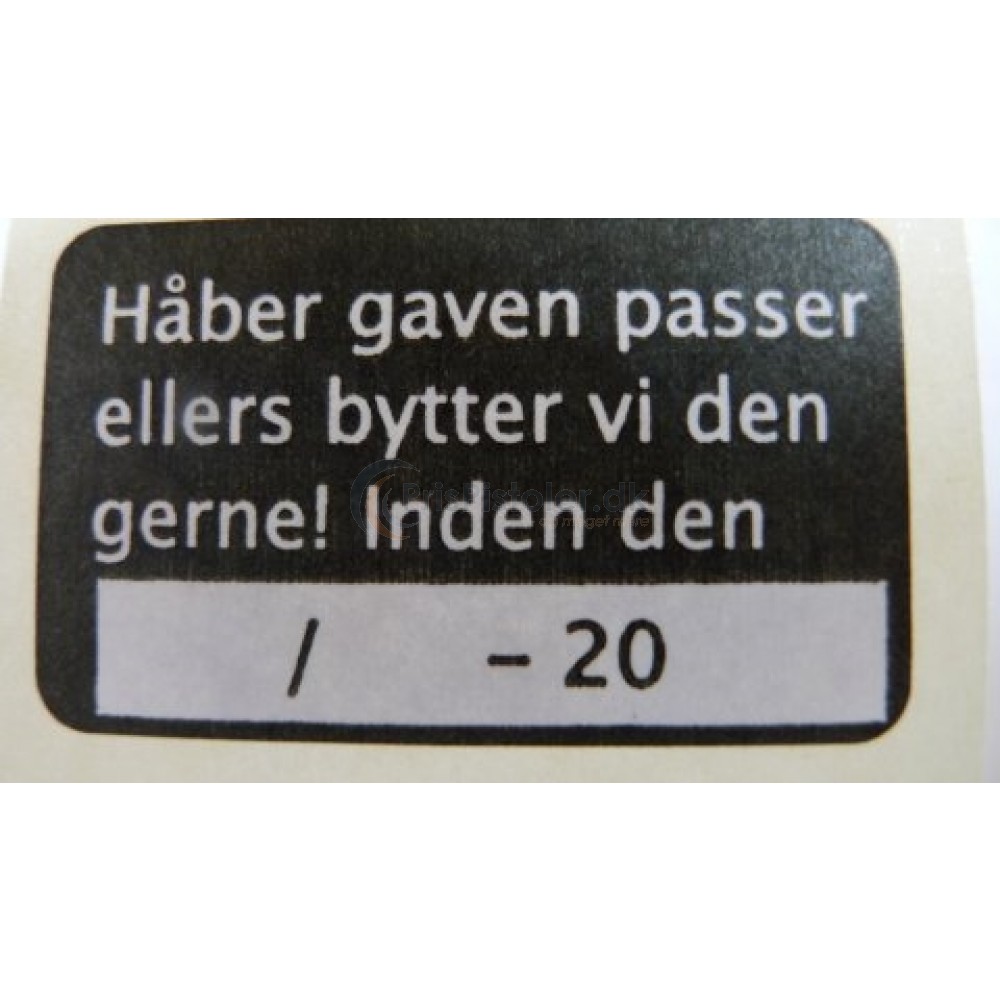 Håber gaven passer
ellers bytter vi den
gerne! Inden den
/ – 20